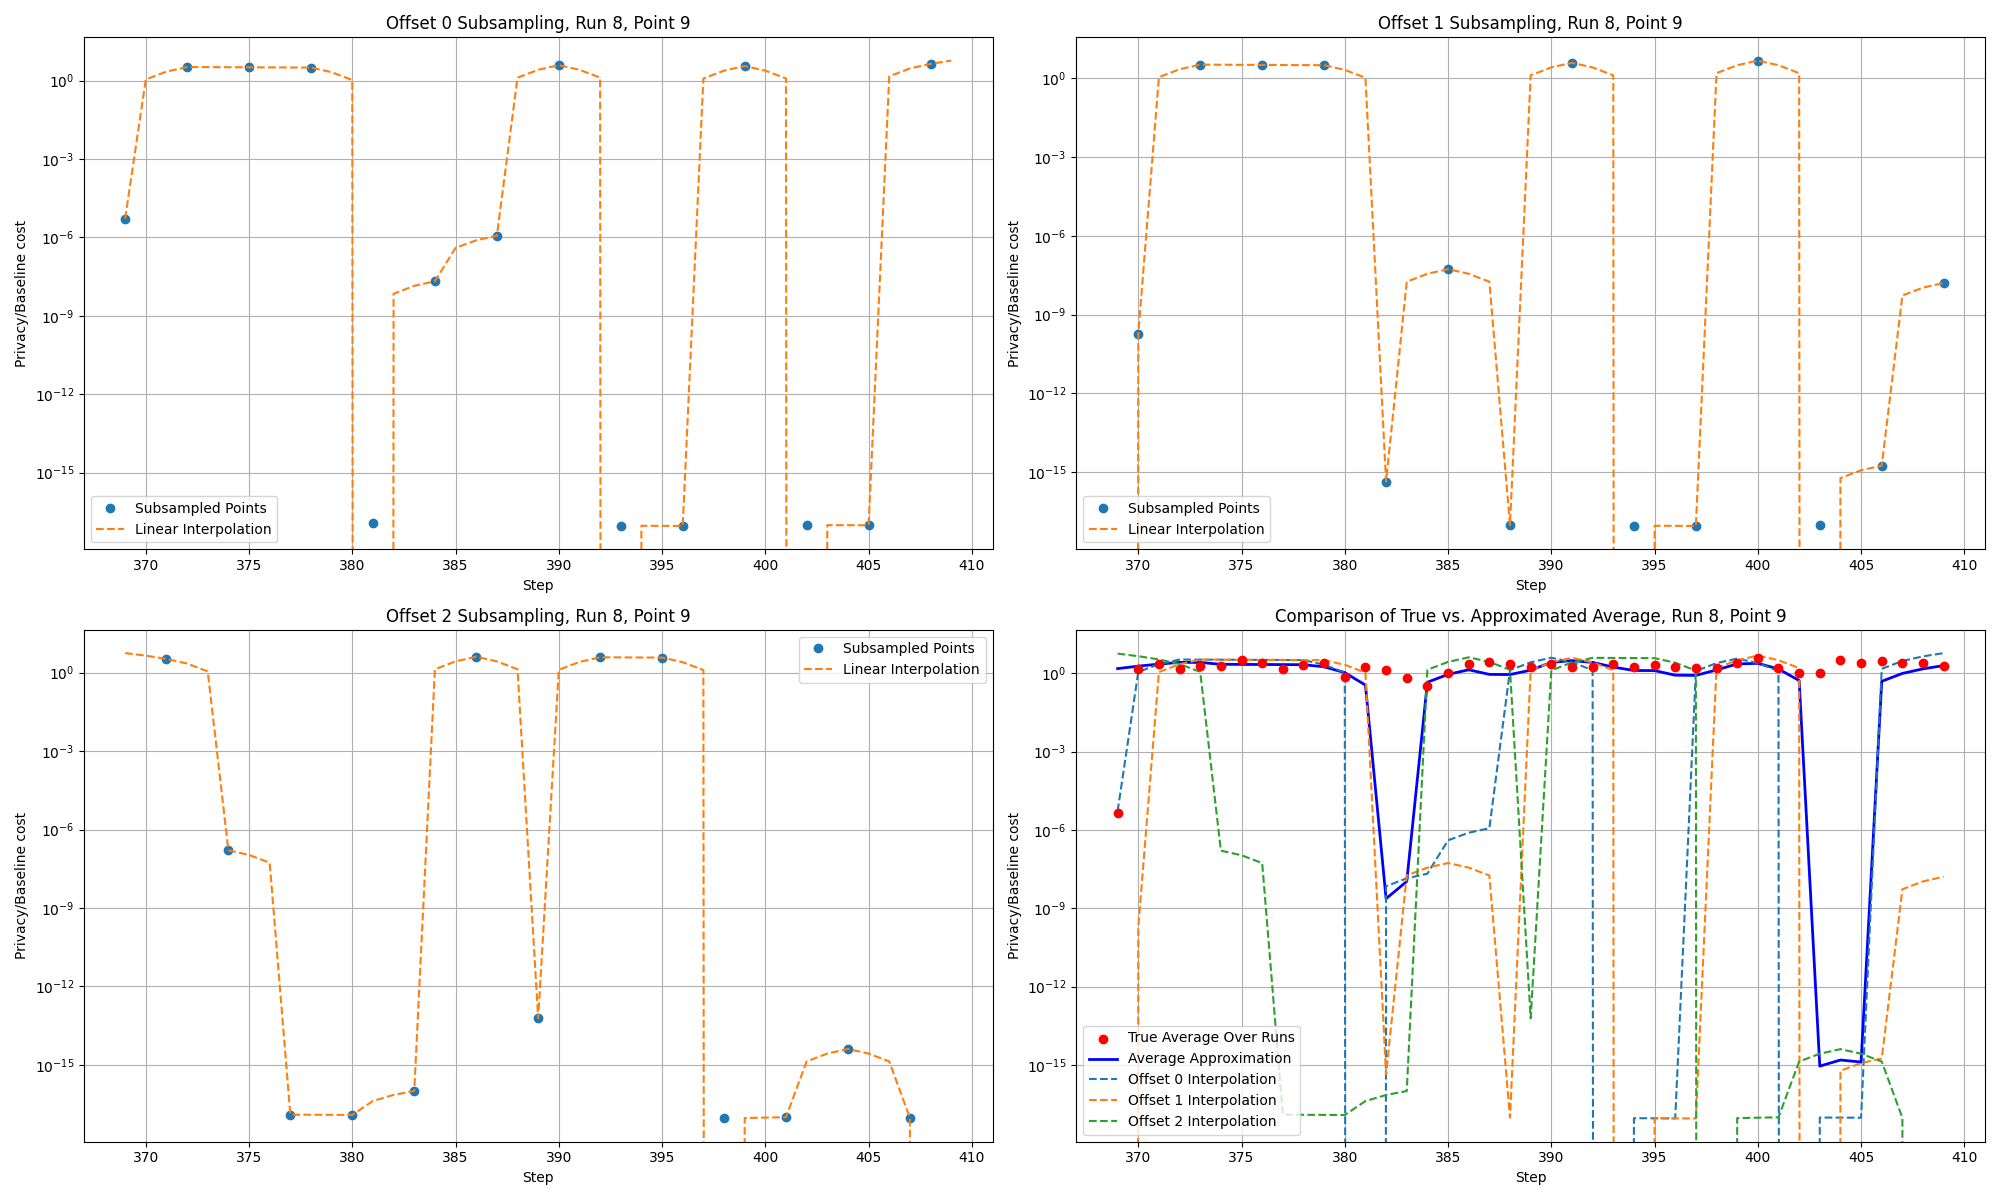 Offset 0 Subsampling, Run 8, Point 9
Privacy/Baseline cost
10^0
10^-3
10^-6
10^-9
10^-12
10^-15
Subsampled Points
Linear Interpolation
370 375 380 385 390 395 400 405 410
Step
Offset 1 Subsampling, Run 8, Point 9
Privacy/Baseline cost
10^0
10^-3
10^-6
10^-9
10^-12
10^-15
Subsampled Points
Linear Interpolation
370 375 380 385 390 395 400 405 410
Step
Offset 2 Subsampling, Run 8, Point 9
Privacy/Baseline cost
10^0
10^-3
10^-6
10^-9
10^-12
10^-15
Subsampled Points
Linear Interpolation
370 375 380 385 390 395 400 405 410
Step
Comparison of True vs. Approximated Average, Run 8, Point 9
Privacy/Baseline cost
10^0
10^-3
10^-6
10^-9
10^-12
10^-15
True Average Over Runs
Average Approximation
Offset 0 Interpolation
Offset 1 Interpolation
Offset 2 Interpolation
370 375 380 385 390 395 400 405 410
Step